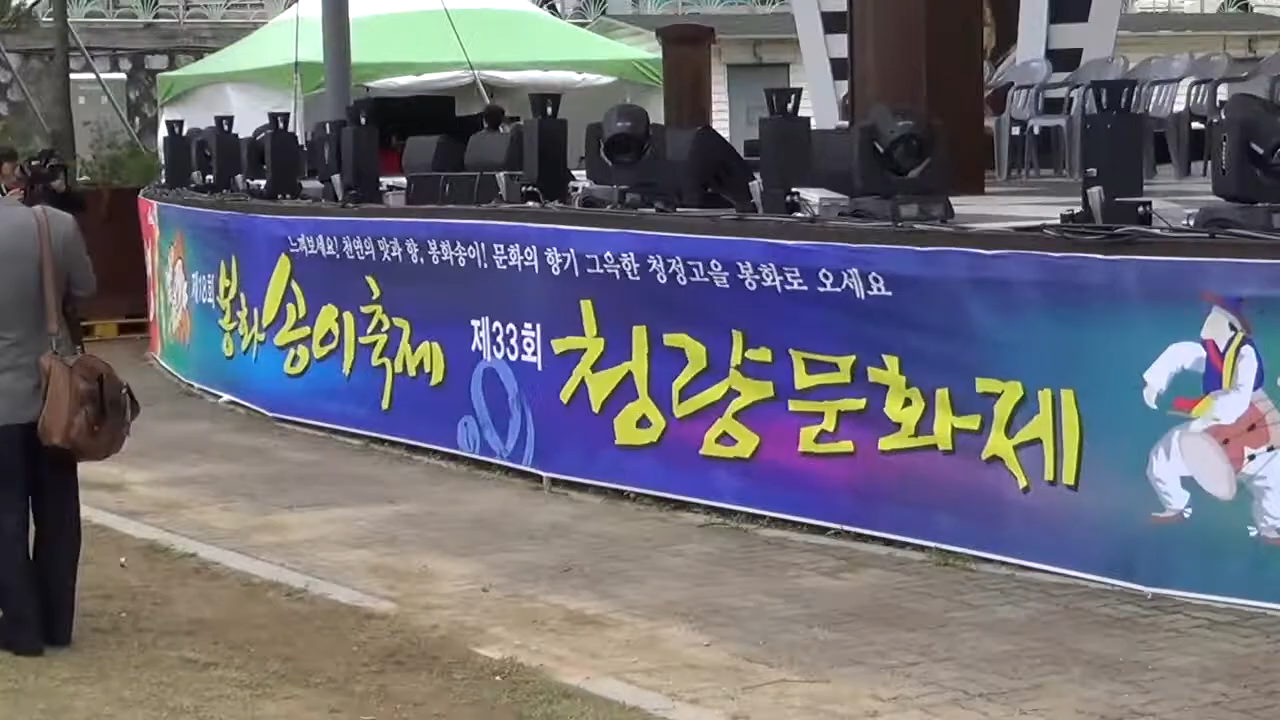 느껴보세요! 천연의 맛과 향, 봉화송이! 문화의 향기 그윽한 청정고을 봉화로 오세요
제18회 봉화송이축제
제33회 청량문화제